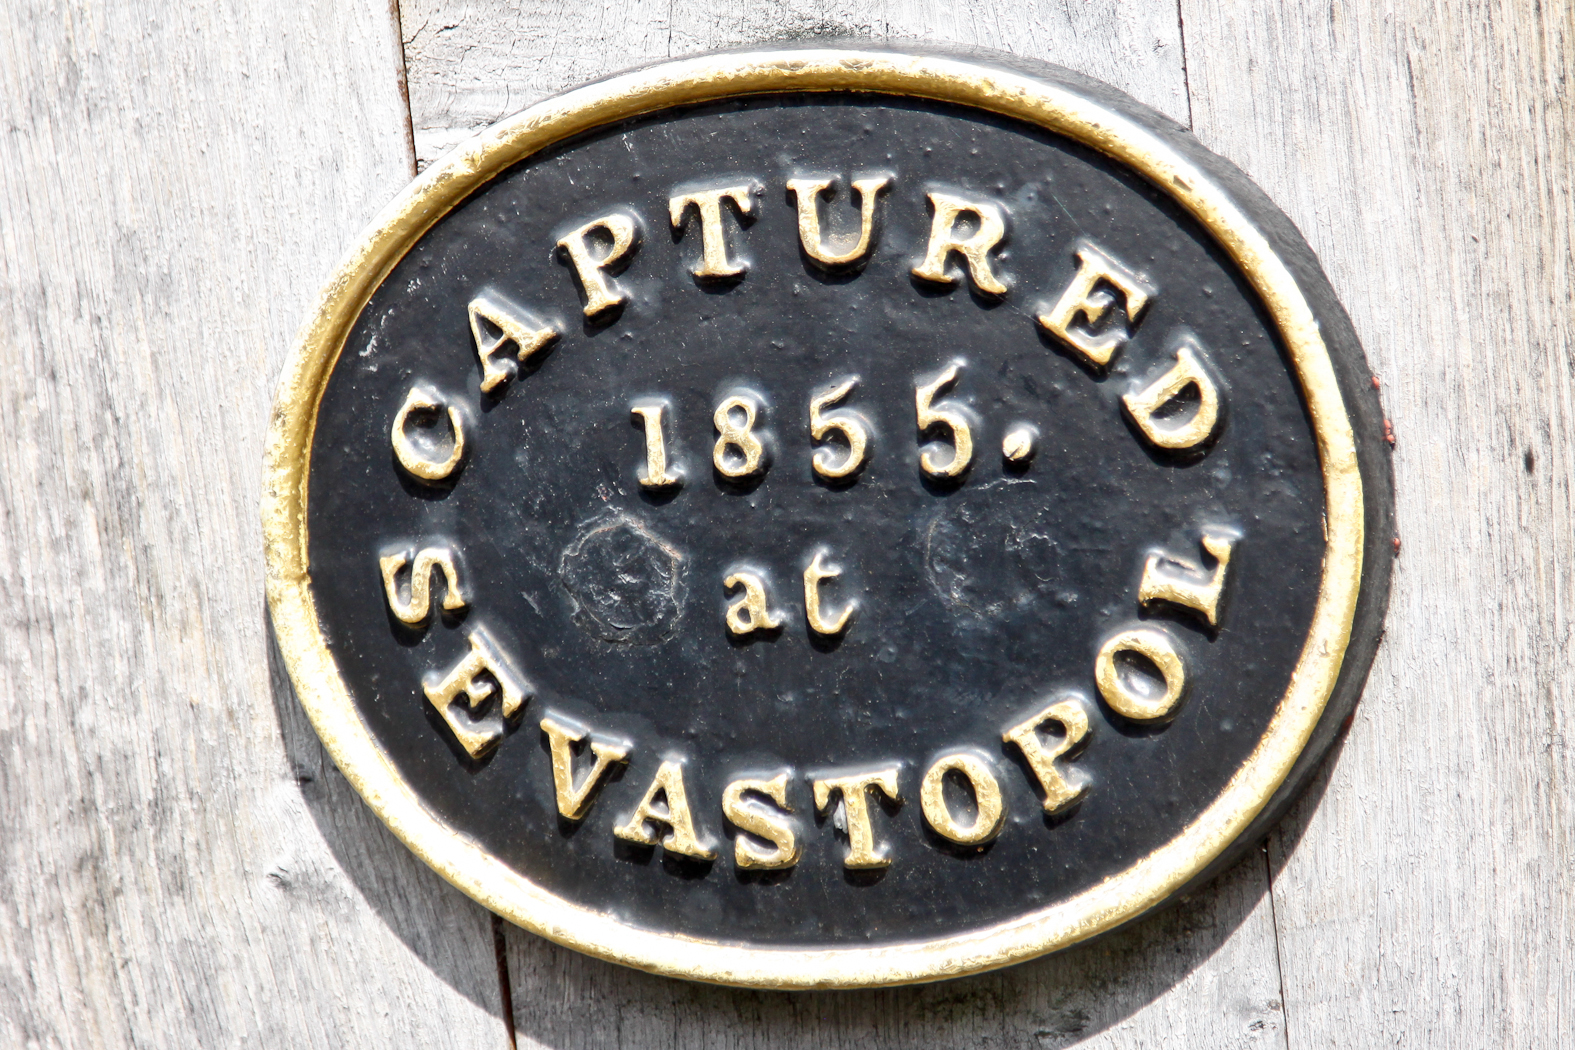 CAPTURED
1855.
at
SEVASTOPOL